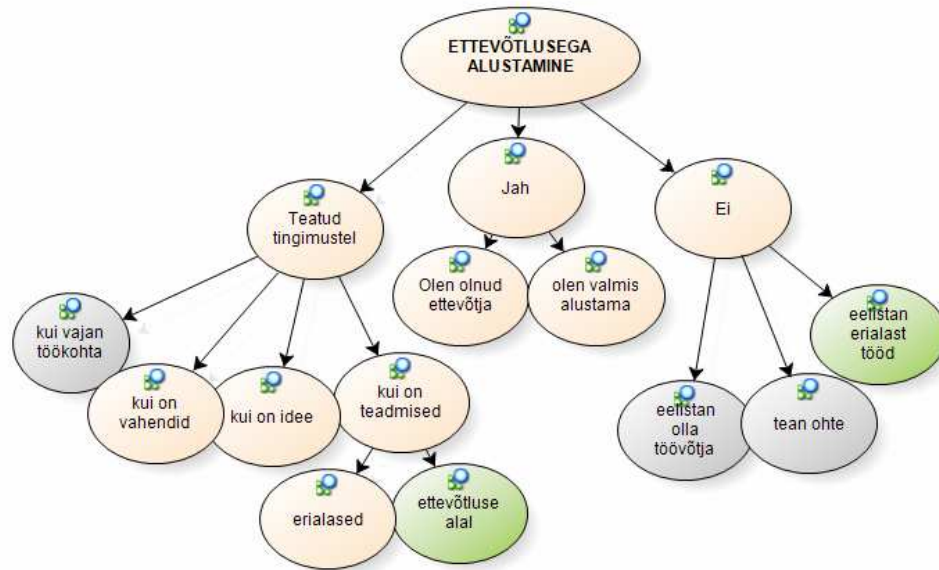 ETTEVÕTLUSEGA
ALUSTAMINE
Teatud
tingimustel
Jah
Ei
kui vajan
töökohta
kui on
vahendid
kui on idee
kui on
teadmised
erialased
ettevõtluse
alal
Olen olnud
ettevõtja
olen valmis
alustama
eelistan
olla
töövõtja
tean ohte
eelistan
erialast
tööd